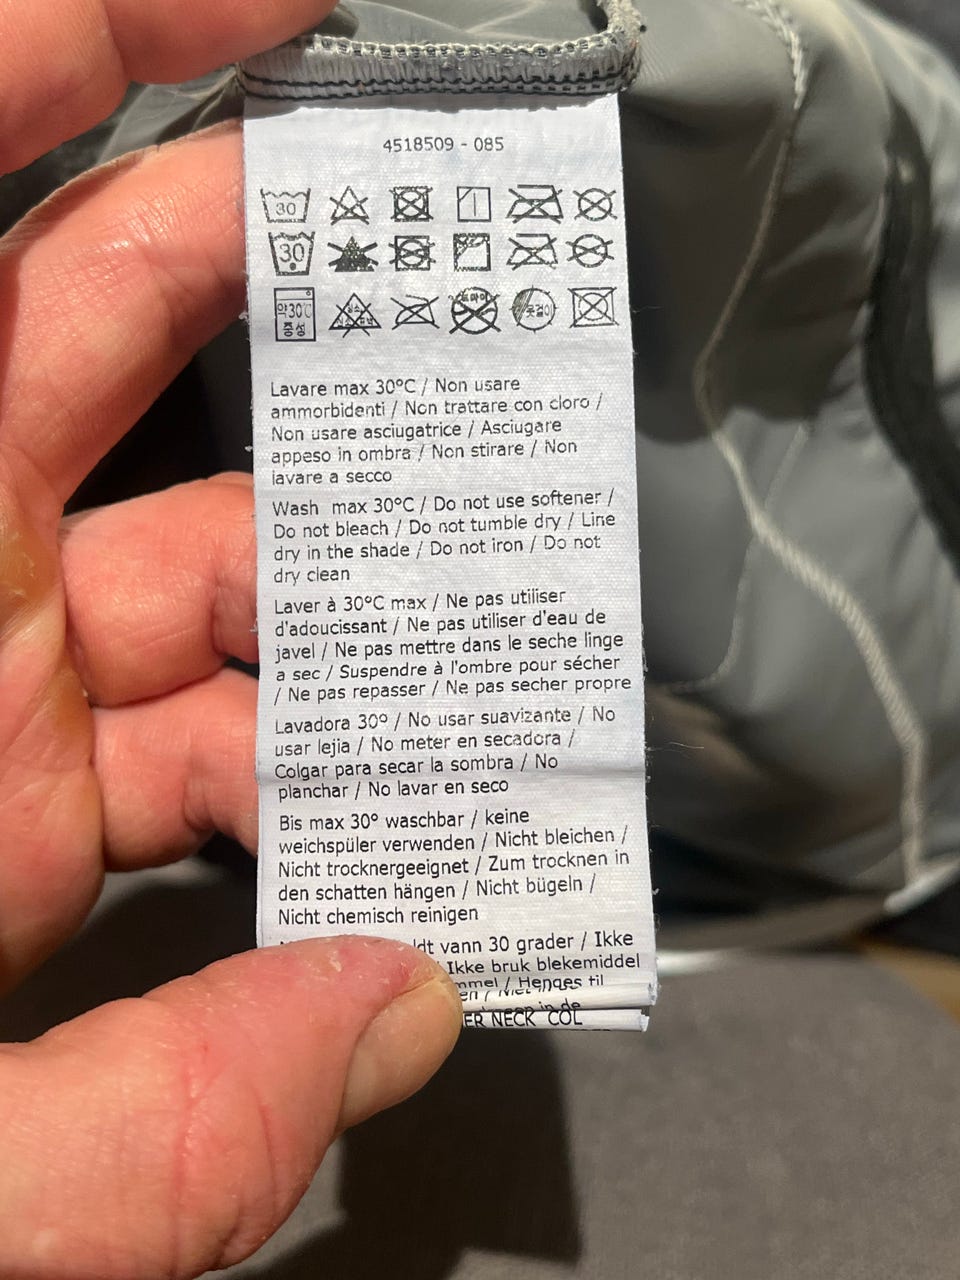 4518509 - 085
30
30
약30℃
중성
옷걸이
Lavare max 30°C / Non usare
ammorbidenti / Non trattare con cloro /
Non usare asciugatrice / Asciugare
appeso in ombra / Non stirare / Non
lavare a secco
Wash max 30°C / Do not use softener /
Do not bleach / Do not tumble dry / Line
dry in the shade / Do not iron / Do not
dry clean
Laver à 30°C max / Ne pas utiliser
d'adoucissant / Ne pas utiliser d'eau de
javel / Ne pas mettre dans le seche linge
a sec / Suspendre à l'ombre pour sécher
/ Ne pas repasser / Ne pas secher propre
Lavadora 30º / No usar suavizante / No
usar lejia / No meter en secadora /
Colgar para secar la sombra / No
planchar / No lavar en seco
Bis max 30° waschbar / keine
weichspüler verwenden / Nicht bleichen /
Nicht trocknergeeignet / Zum trocknen in
den schatten hängen / Nicht bügeln /
Nicht chemisch reinigen
vann 30 grader / Ikke
Ikke bruk blekemiddel
/ Henges til
in de
NECK COL